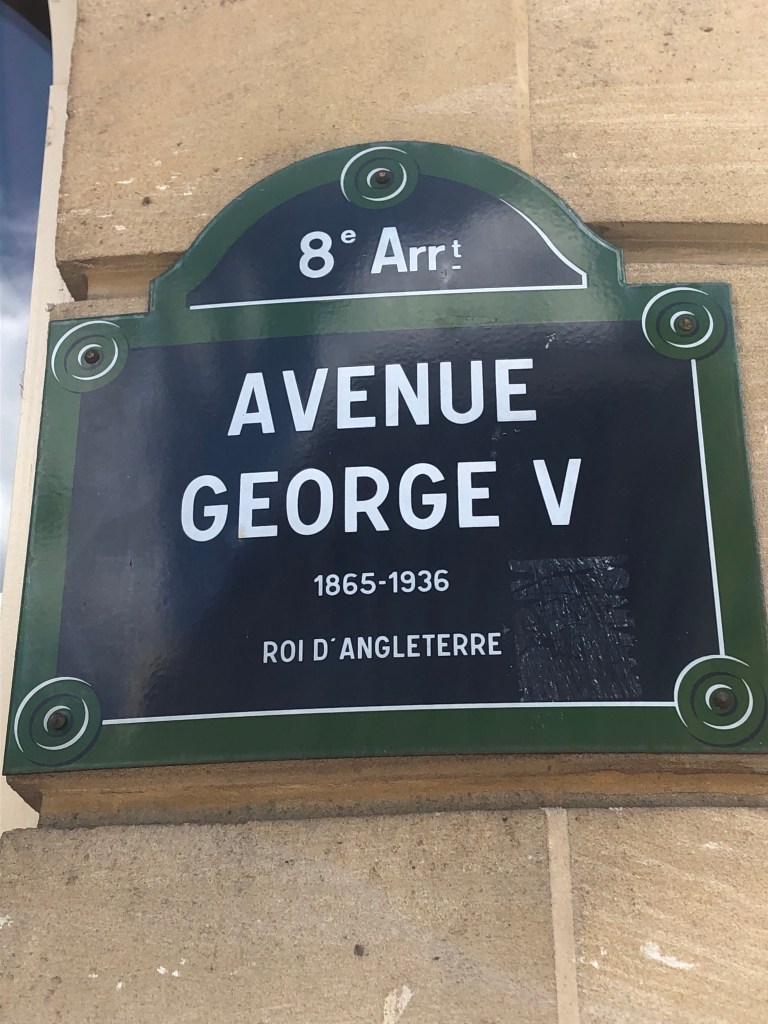 8e Arrt
AVENUE
GEORGE V
1865-1936
ROI D'ANGLETERRE